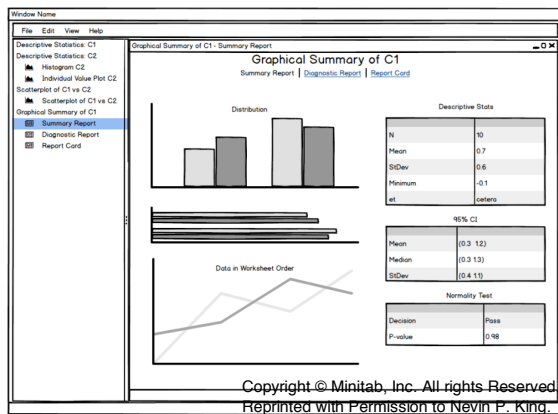 Window Name
File Edit View Help
Descriptive Statistics: C1
Descriptive Statistics: C2
Histogram C2
Individual Value Plot C2
Scatterplot of C1 vs C2
Scatterplot of C1 vs C2
Graphical Summary of C1
Summary Report
Diagnostic Report
Report Card
Graphical Summary of C1 - Summary Report
Graphical Summary of C1
Summary Report | Diagnostic Report | Report Card
Distribution
Data in Worksheet Order
Descriptive Stats
N 10
Mean 0.7
StDev 0.6
Minimum -0.1
et cetera
95% CI
Mean (0.3 1.2)
Median (0.3 1.3)
StDev (0.4 1.1)
Normality Test
Decision Pass
P-value 0.98
Copyright © Minitab, Inc. All rights Reserved.
Reprinted with Permission to Nevin P. King.